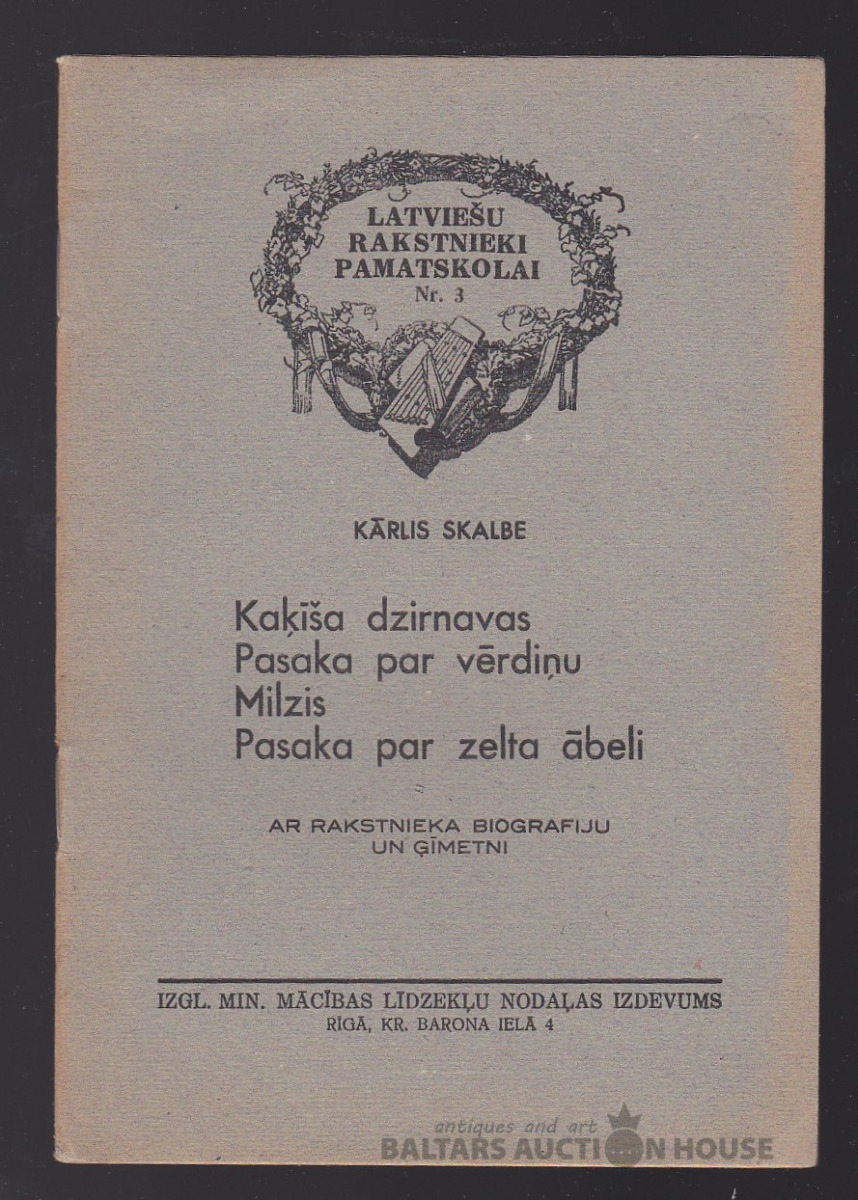 LATVIEŠU
RAKSTNIEKI
PAMATSKOLAI
Nr. 3
KĀRLIS SKALBE
Kaķīša dzirnavas
Pasaka par vērdiņu
Milzis
Pasaka par zelta ābeli
AR RAKSTNIEKA BIOGRAFIJU
UN ĢĪMETNI
IZGL. MIN. MĀCĪBAS LĪDZEKĻU NODAĻAS IZDEVUMS
RĪGĀ, KR. BARONA IELĀ 4
antiques and art
BALTARS AUCTION HOUSE